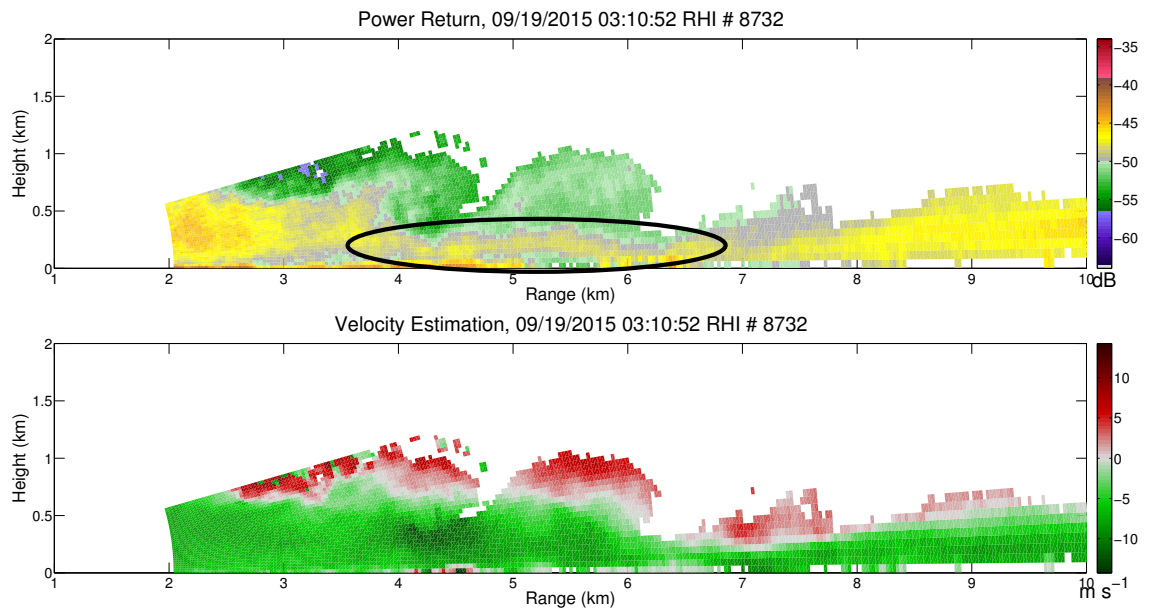 Power Return, 09/19/2015 03:10:52 RHI # 8732
2
1.5
1
0.5
0
Height (km)
1 2 3 4 5 6 7 8 9 10
Range (km)
−35
−40
−45
−50
−55
−60
dB
Velocity Estimation, 09/19/2015 03:10:52 RHI # 8732
2
1.5
1
0.5
0
Height (km)
1 2 3 4 5 6 7 8 9 10
Range (km)
10
5
0
−5
−10
m s−1